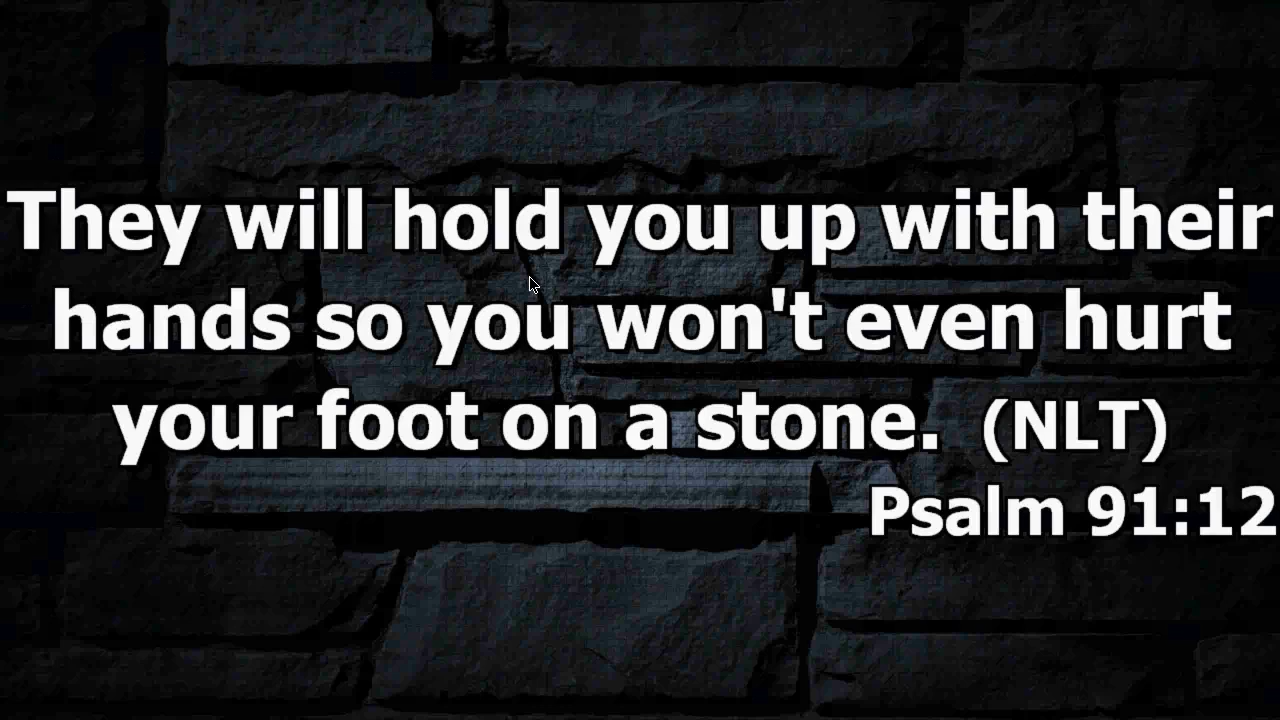 They will hold you up with their
hands so you won't even hurt
your foot on a stone. (NLT)
Psalm 91:12